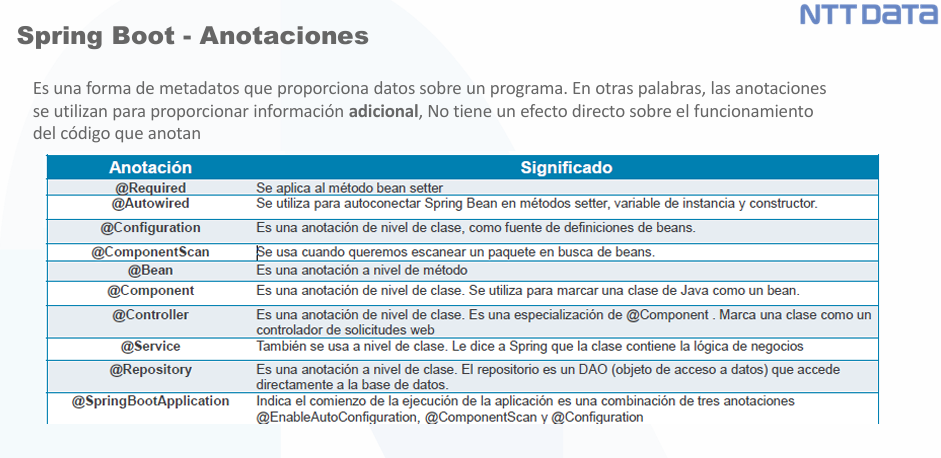 NTT DATA
Spring Boot - Anotaciones
Es una forma de metadatos que proporciona datos sobre un programa. En otras palabras, las anotaciones
se utilizan para proporcionar información adicional, No tiene un efecto directo sobre el funcionamiento
del código que anotan
Anotación Significado
@Required Se aplica al método bean setter
@Autowired Se utiliza para autoconectar Spring Bean en métodos setter, variable de instancia y constructor.
@Configuration Es una anotación de nivel de clase, como fuente de definiciones de beans.
@ComponentScan Se usa cuando queremos escanear un paquete en busca de beans.
@Bean Es una anotación a nivel de método
@Component Es una anotación de nivel de clase. Se utiliza para marcar una clase de Java como un bean.
@Controller Es una anotación de nivel de clase. Es una especialización de @Component . Marca una clase como un
controlador de solicitudes web
@Service También se usa a nivel de clase. Le dice a Spring que la clase contiene la lógica de negocios
@Repository Es una anotación a nivel de clase. El repositorio es un DAO (objeto de acceso a datos) que accede
directamente a la base de datos.
@SpringBootApplication Indica el comienzo de la ejecución de la aplicación es una combinación de tres anotaciones
@EnableAutoConfiguration, @ComponentScan y @Configuration